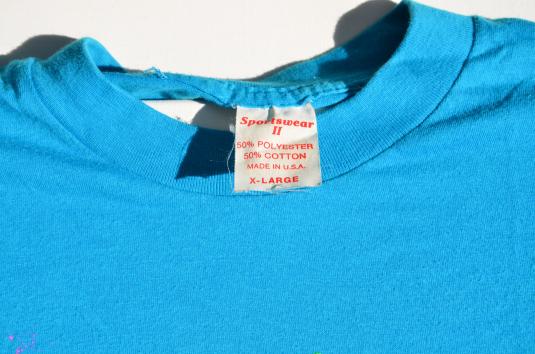 Sportswear
II
50% POLYESTER
50% COTTON
MADE IN U.S.A.
X-LARGE